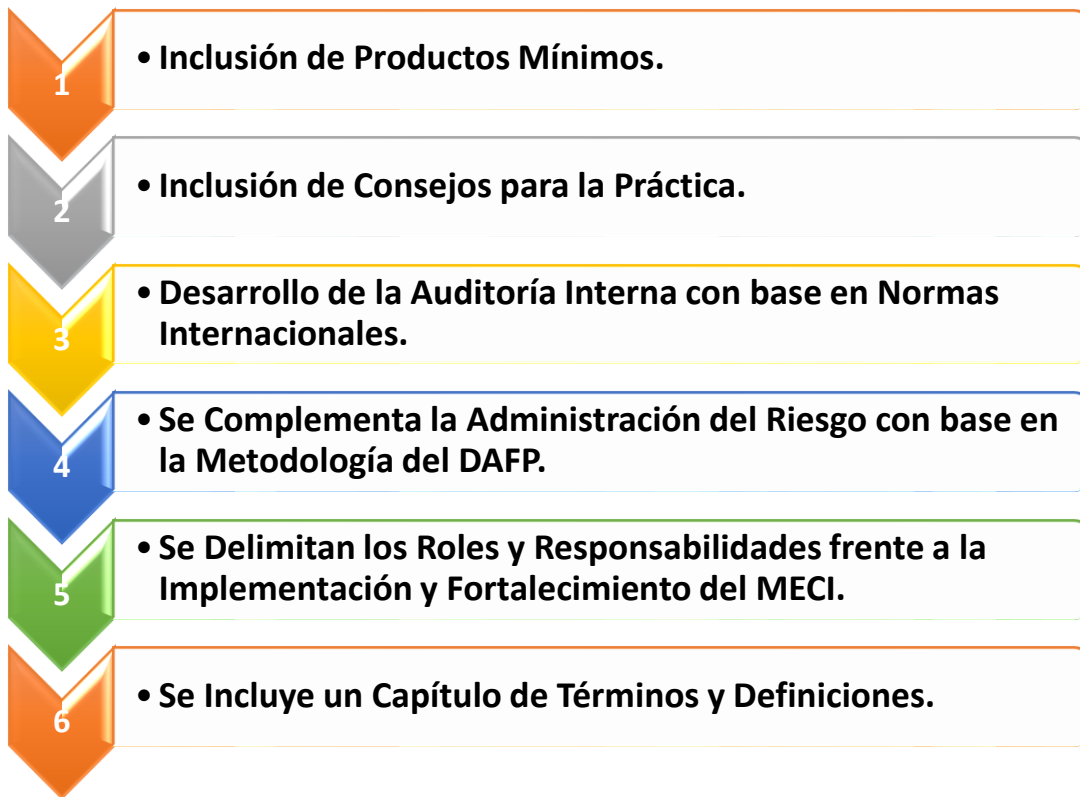 1
• Inclusión de Productos Mínimos.
2
• Inclusión de Consejos para la Práctica.
3
• Desarrollo de la Auditoría Interna con base en Normas
Internacionales.
4
• Se Complementa la Administración del Riesgo con base en
la Metodología del DAFP.
5
• Se Delimitan los Roles y Responsabilidades frente a la
Implementación y Fortalecimiento del MECI.
6
• Se Incluye un Capítulo de Términos y Definiciones.